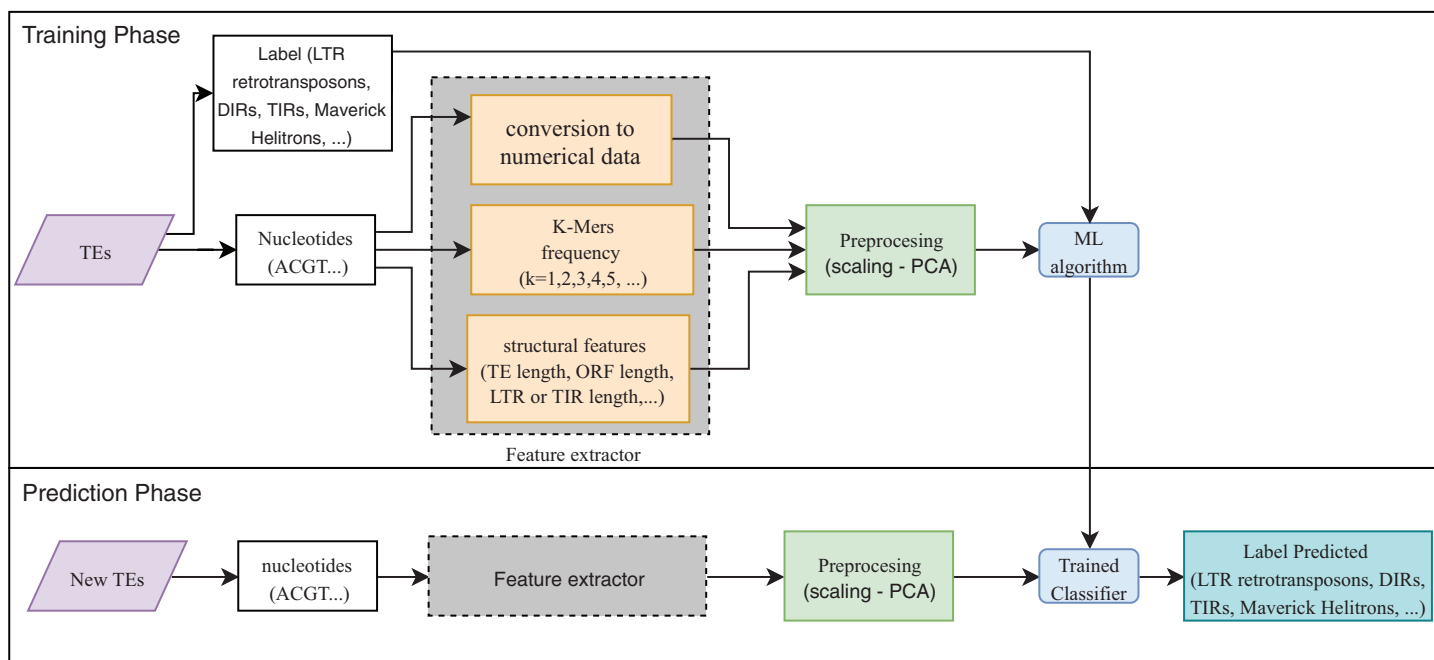 Training Phase
Label (LTR
retrotransposons,
DIRs, TIRs, Maverick
Helitrons, ...)
TEs
Nucleotides
(ACGT...)
conversion to
numerical data
K-Mers
frequency
(k=1,2,3,4,5, ...)
structural features
(TE length, ORF length,
LTR or TIR length,...)
Feature extractor
Preprocesing
(scaling - PCA)
ML
algorithm
Prediction Phase
New TEs
nucleotides
(ACGT...)
Feature extractor
Preprocesing
(scaling - PCA)
Trained
Classifier
Label Predicted
(LTR retrotransposons, DIRs,
TIRs, Maverick Helitrons, ...)